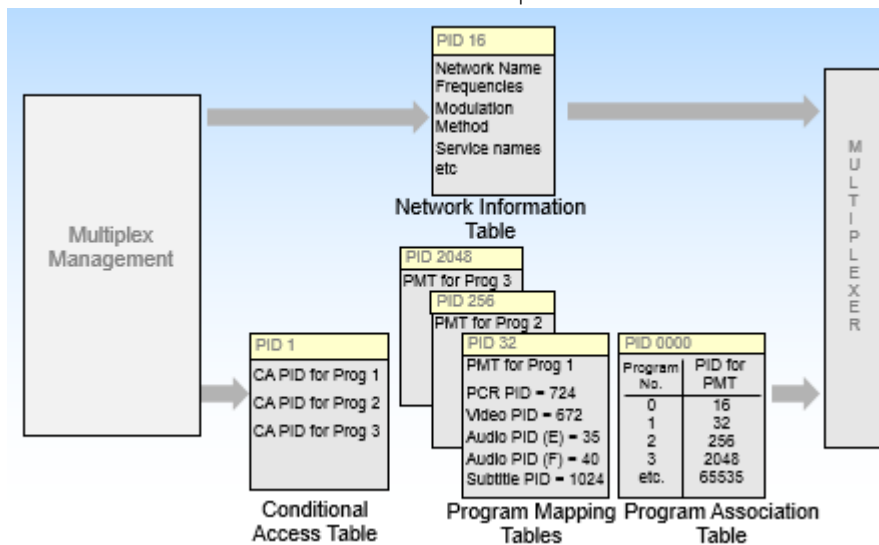 PID 16
Network Name
Frequencies
Modulation
Method
Service names
etc
Network Information
Table
Multiplex
Management
MULTIPLEXER
PID 2048
PMT for Prog 3
PID 256
PMT for Prog 2
PID 1
CA PID for Prog 1
CA PID for Prog 2
CA PID for Prog 3
Conditional
Access Table
PID 32
PMT for Prog 1
PCR PID = 724
Video PID = 672
Audio PID (E) = 35
Audio PID (F) = 40
Subtitle PID = 1024
Program Mapping
Tables
PID 0000
Program No. PID for PMT
0 16
1 32
2 256
3 2048
etc. 65535
Program Association
Table